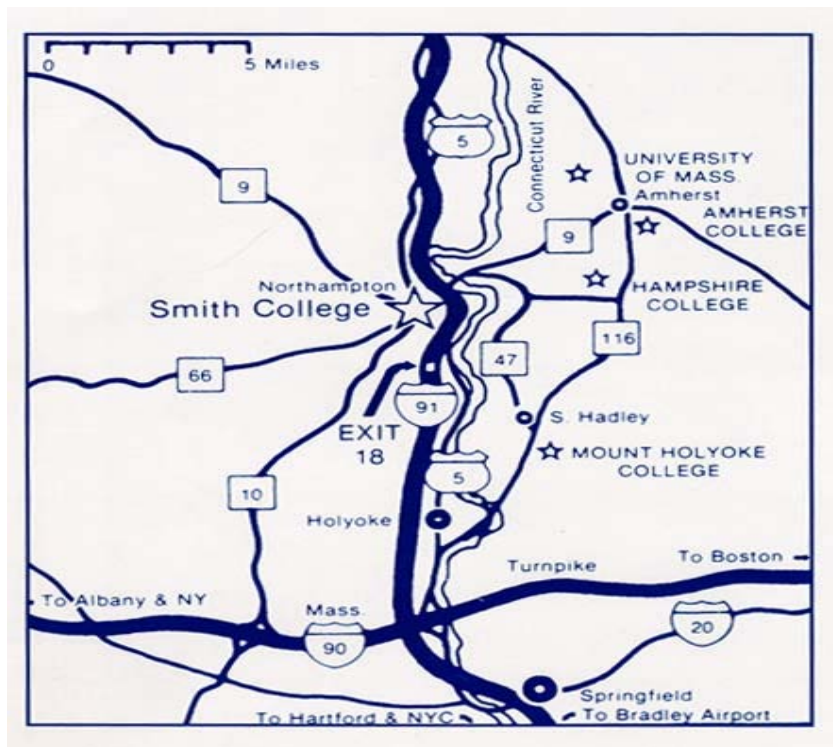 0 5 Miles
5
Connecticut River
9
UNIVERSITY
OF MASS.
Amherst
AMHERST
COLLEGE
9
Northampton
Smith College
HAMPSHIRE
COLLEGE
116
47
66
91
EXIT
18
S. Hadley
MOUNT HOLYOKE
COLLEGE
5
10
Holyoke
To Boston
Turnpike
To Albany & NY
Mass.
90
20
Springfield
To Hartford & NYC
To Bradley Airport